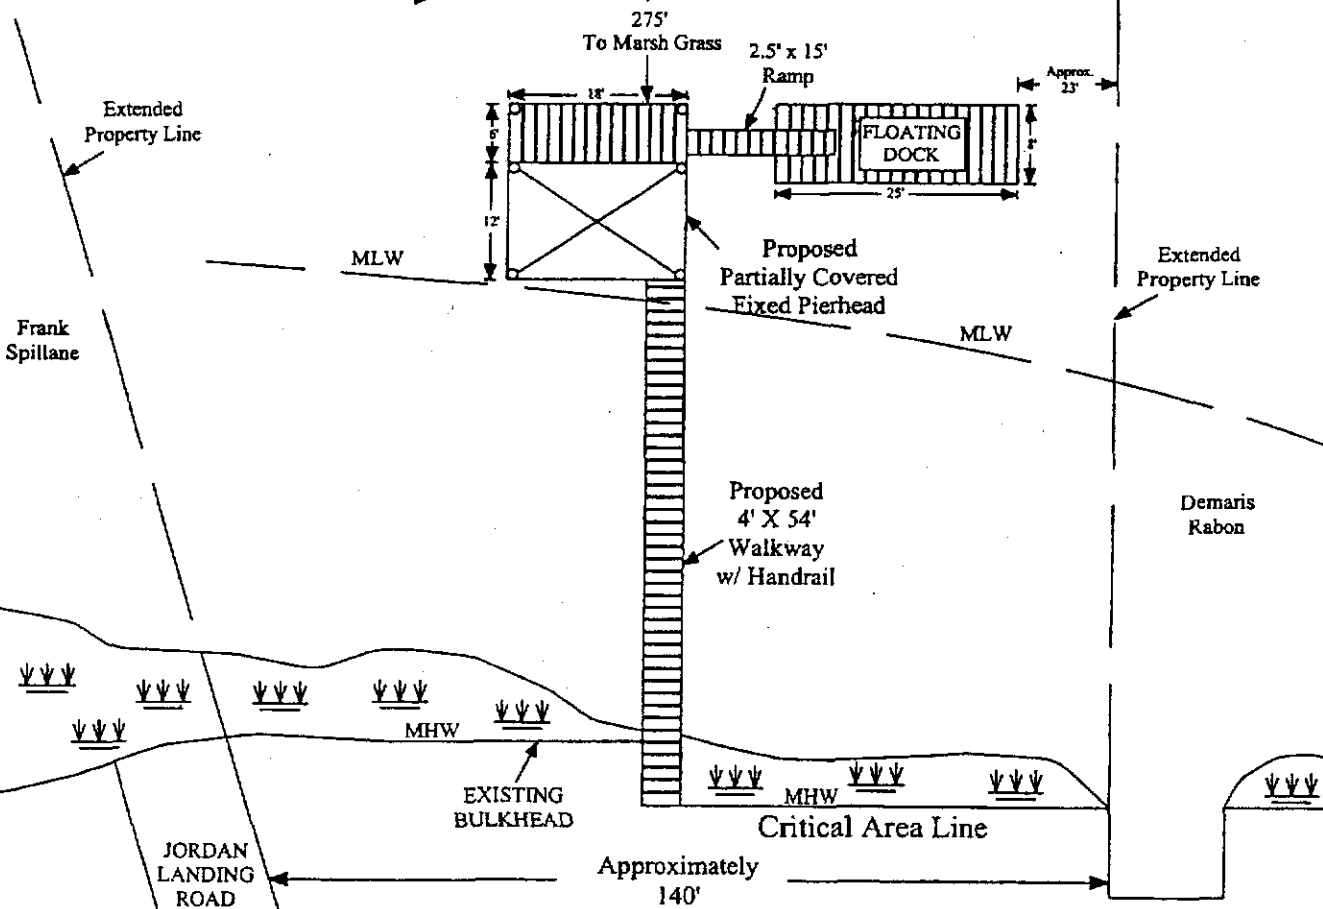 275'
To Marsh Grass
2.5' x 15'
Ramp
Approx.
23'
18'
Extended
Property Line
6'
FLOATING
DOCK
8'
25'
12'
MLW
Proposed
Partially Covered
Fixed Pierhead
Extended
Property Line
Frank
Spillane
MLW
Proposed
4' X 54'
Walkway
w/ Handrail
Demaris
Rabon
MHW
EXISTING
BULKHEAD
MHW
Critical Area Line
JORDAN
LANDING
ROAD
Approximately
140'